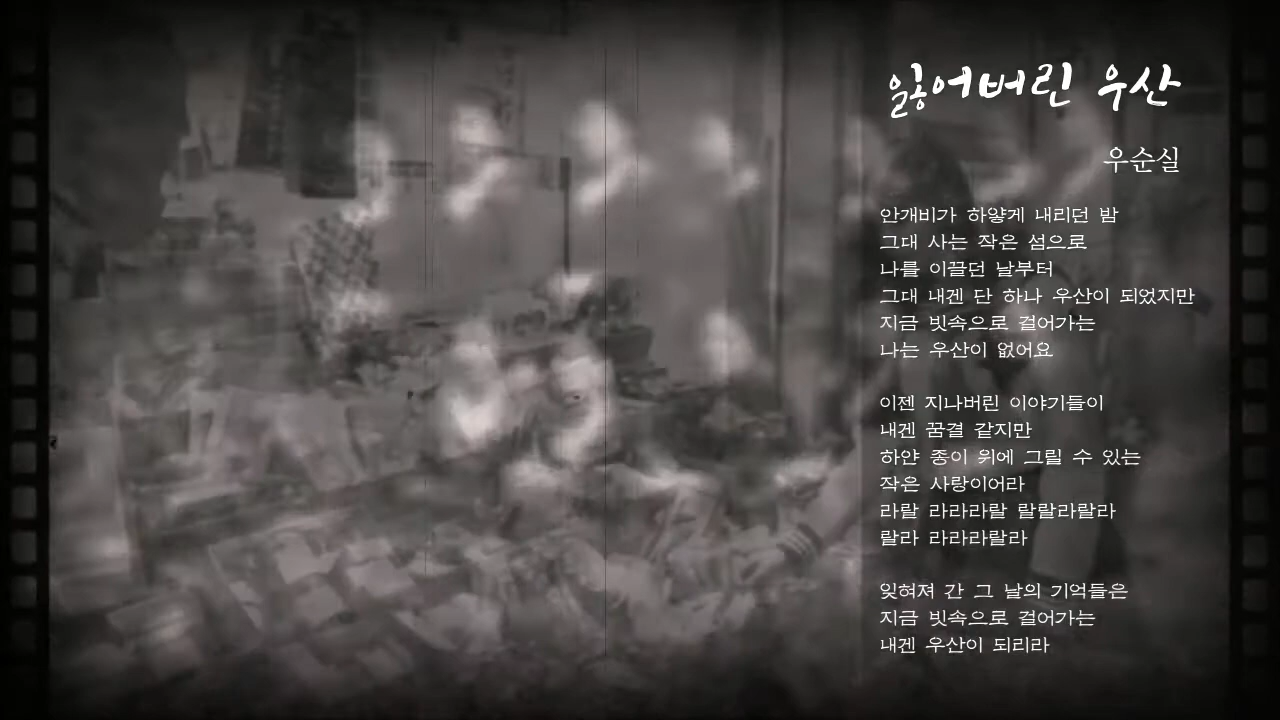 잃어버린 우산
우순실
안개비가 하얗게 내리던 밤
그대 사는 작은 섬으로
나를 이끌던 날부터
그대 내겐 단 하나 우산이 되었지만
지금 빗속으로 걸어가는
나는 우산이 없어요
이젠 지나버린 이야기들이
내겐 꿈결 같지만
하얀 종이 위에 그릴 수 있는
작은 사랑이어라
라랄 라라라랄 랄랄라랄라
랄라 라라라랄라
잊혀져 간 그 날의 기억들은
지금 빗속으로 걸어가는
내겐 우산이 되리라